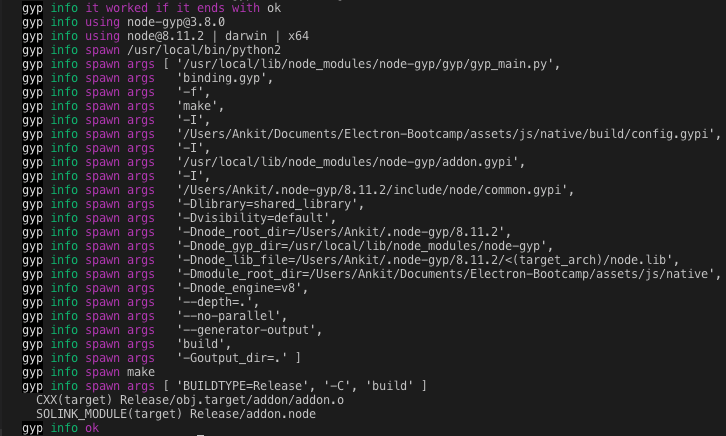 gyp info it worked if it ends with ok
gyp info using node-gyp@3.8.0
gyp info using node@8.11.2 | darwin | x64
gyp info spawn /usr/local/bin/python2
gyp info spawn args [ '/usr/local/lib/node_modules/node-gyp/gyp/gyp_main.py',
gyp info spawn args   'binding.gyp',
gyp info spawn args   '-f',
gyp info spawn args   'make',
gyp info spawn args   '-I',
gyp info spawn args   '/Users/Ankit/Documents/Electron-Bootcamp/assets/js/native/build/config.gypi',
gyp info spawn args   '-I',
gyp info spawn args   '/usr/local/lib/node_modules/node-gyp/addon.gypi',
gyp info spawn args   '-I',
gyp info spawn args   '/Users/Ankit/.node-gyp/8.11.2/include/node/common.gypi',
gyp info spawn args   '-Dlibrary=shared_library',
gyp info spawn args   '-Dvisibility=default',
gyp info spawn args   '-Dnode_root_dir=/Users/Ankit/.node-gyp/8.11.2',
gyp info spawn args   '-Dnode_gyp_dir=/usr/local/lib/node_modules/node-gyp',
gyp info spawn args   '-Dnode_lib_file=/Users/Ankit/.node-gyp/8.11.2/<(target_arch)/node.lib',
gyp info spawn args   '-Dmodule_root_dir=/Users/Ankit/Documents/Electron-Bootcamp/assets/js/native',
gyp info spawn args   '-Dnode_engine=v8',
gyp info spawn args   '--depth=.',
gyp info spawn args   '--no-parallel',
gyp info spawn args   '--generator-output',
gyp info spawn args   'build',
gyp info spawn args   '-Goutput_dir=.' ]
gyp info spawn make
gyp info spawn args [ 'BUILDTYPE=Release', '-C', 'build' ]
  CXX(target) Release/obj.target/addon/addon.o
  SOLINK_MODULE(target) Release/addon.node
gyp info ok